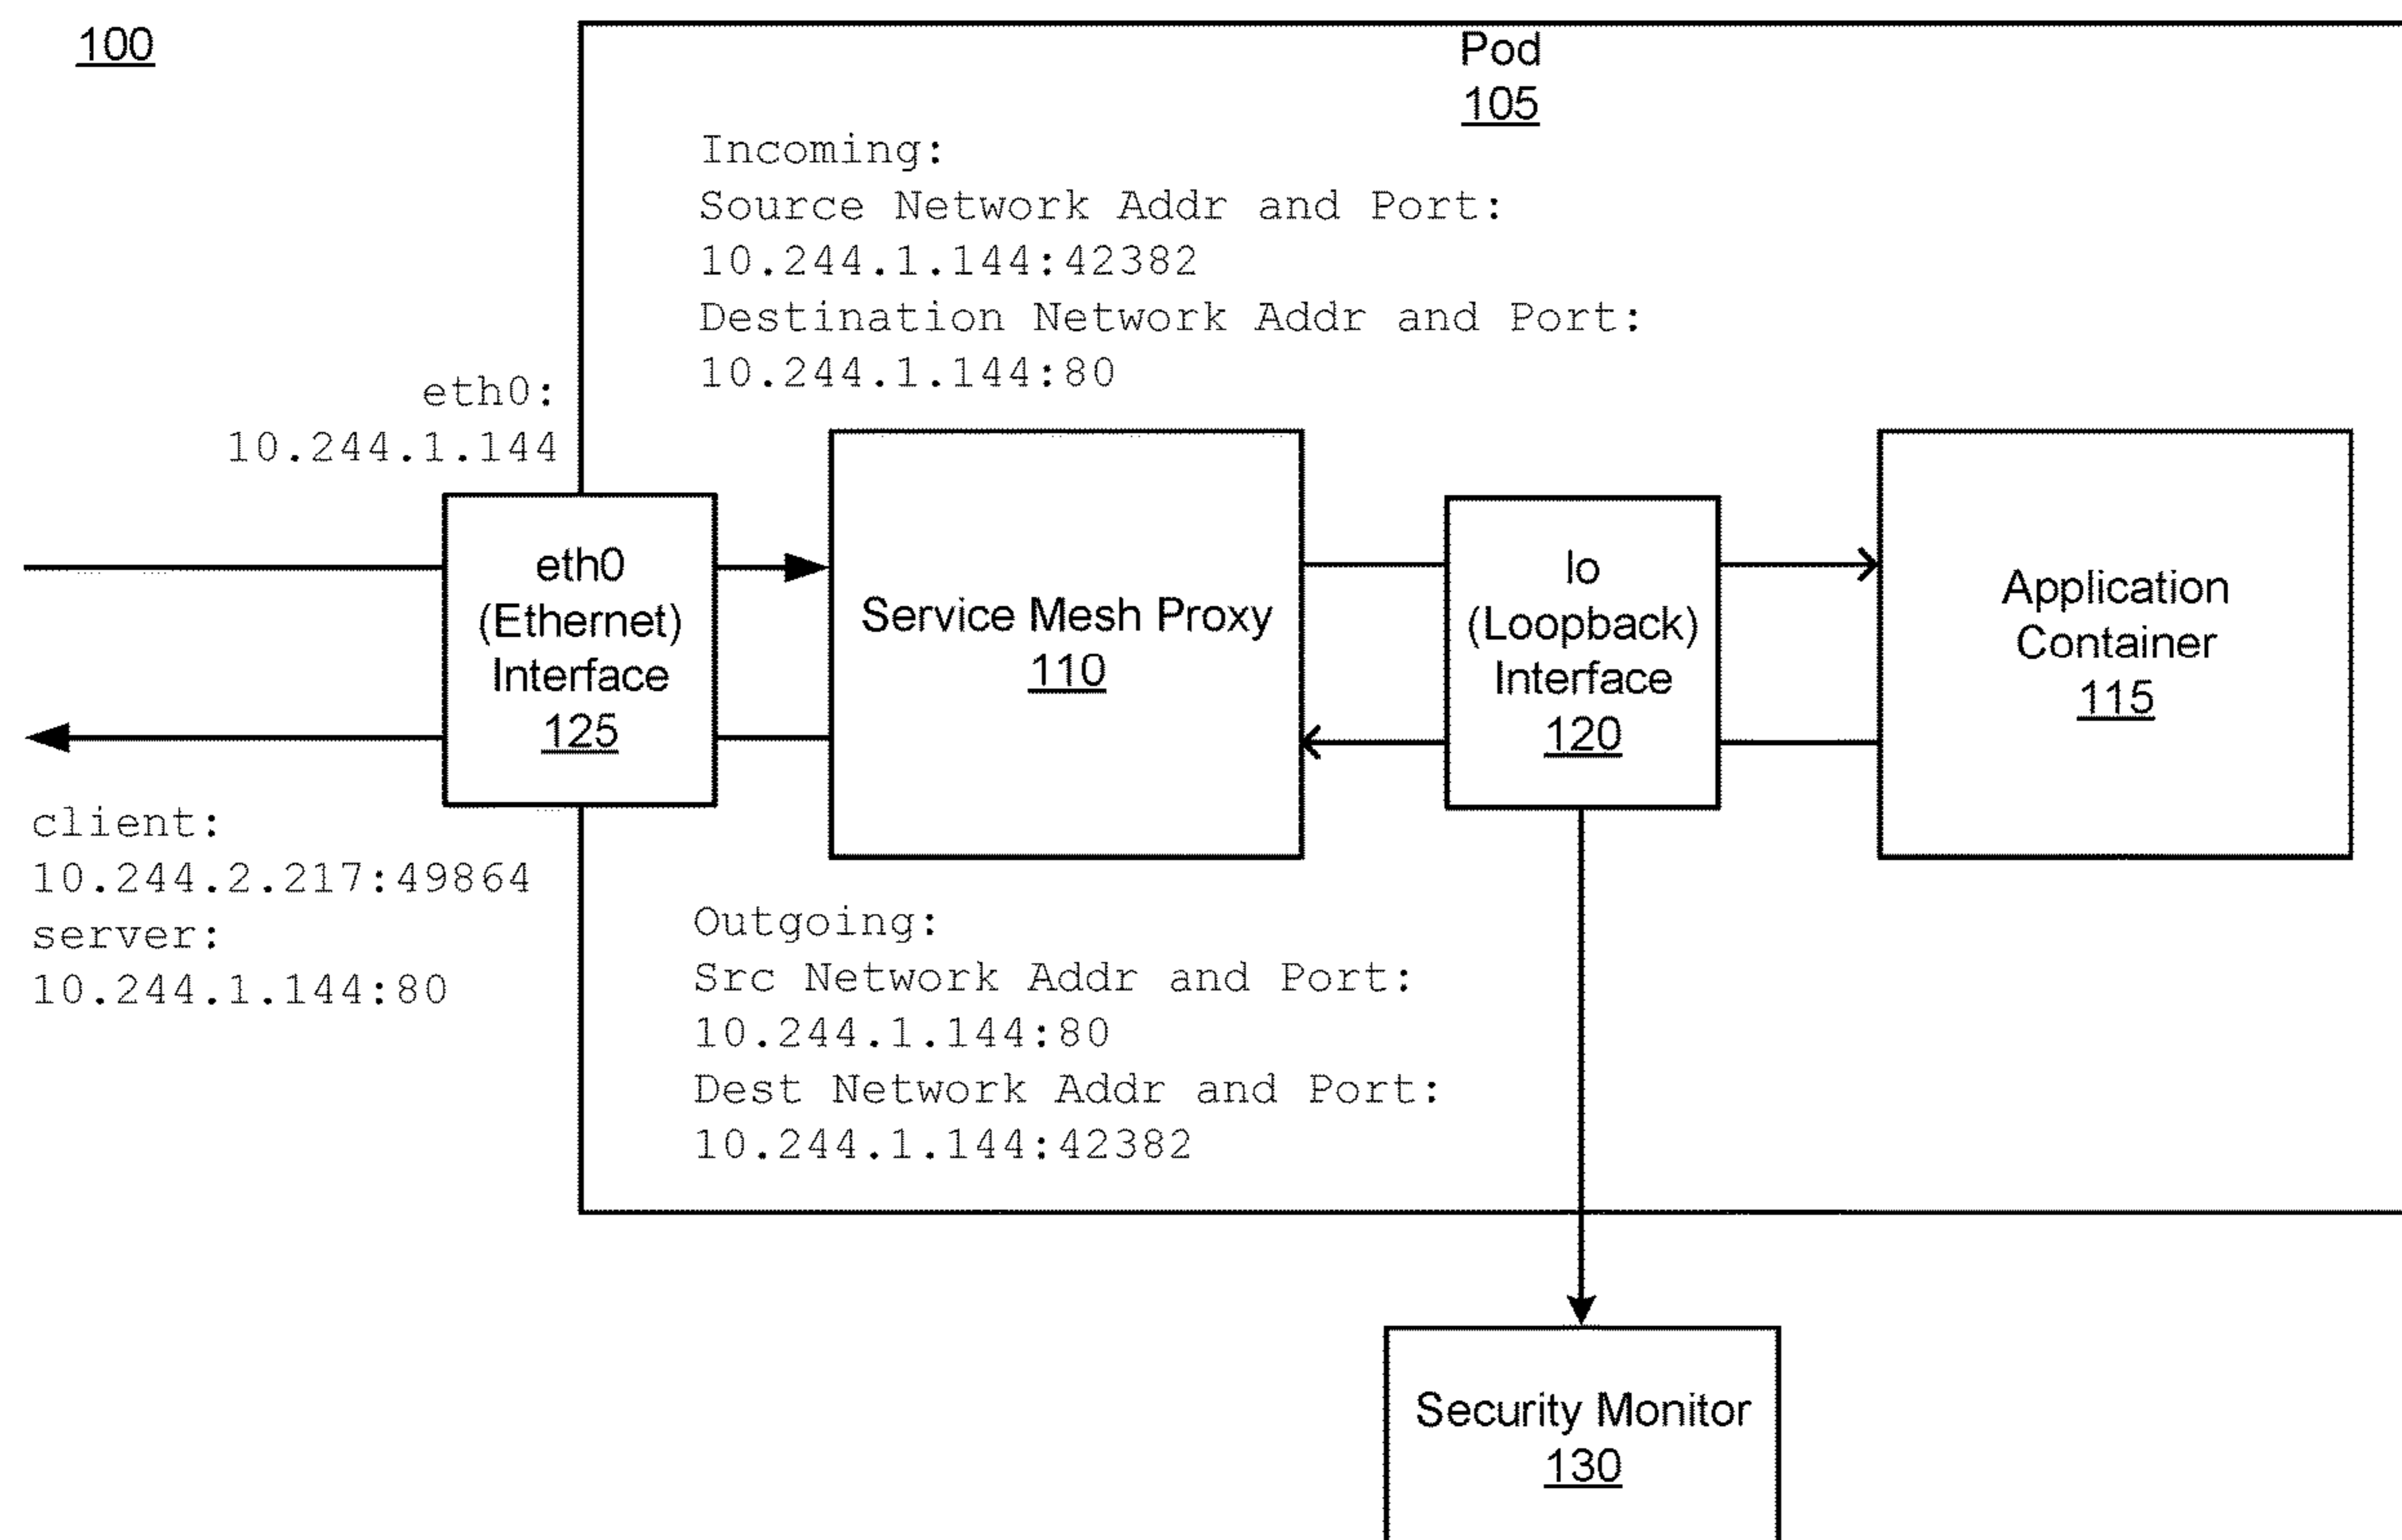 100
Pod
105
Incoming:
Source Network Addr and Port:
10.244.1.144:42382
Destination Network Addr and Port:
10.244.1.144:80
eth0:
10.244.1.144
eth0
(Ethernet)
Interface
125
Service Mesh Proxy
110
lo
(Loopback)
Interface
120
Application
Container
115
client:
10.244.2.217:49864
server:
10.244.1.144:80
Outgoing:
Src Network Addr and Port:
10.244.1.144:80
Dest Network Addr and Port:
10.244.1.144:42382
Security Monitor
130